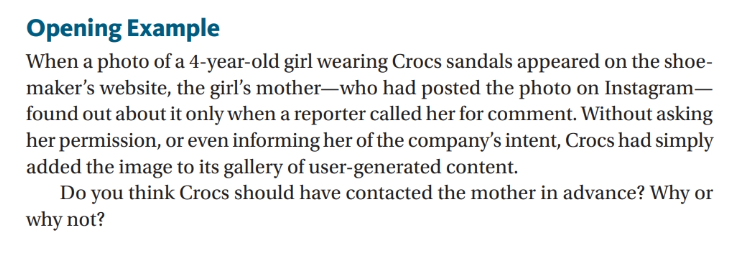 Opening Example
When a photo of a 4-year-old girl wearing Crocs sandals appeared on the shoe-
maker’s website, the girl’s mother—who had posted the photo on Instagram—
found out about it only when a reporter called her for comment. Without asking
her permission, or even informing her of the company’s intent, Crocs had simply
added the image to its gallery of user-generated content.
Do you think Crocs should have contacted the mother in advance? Why or
why not?